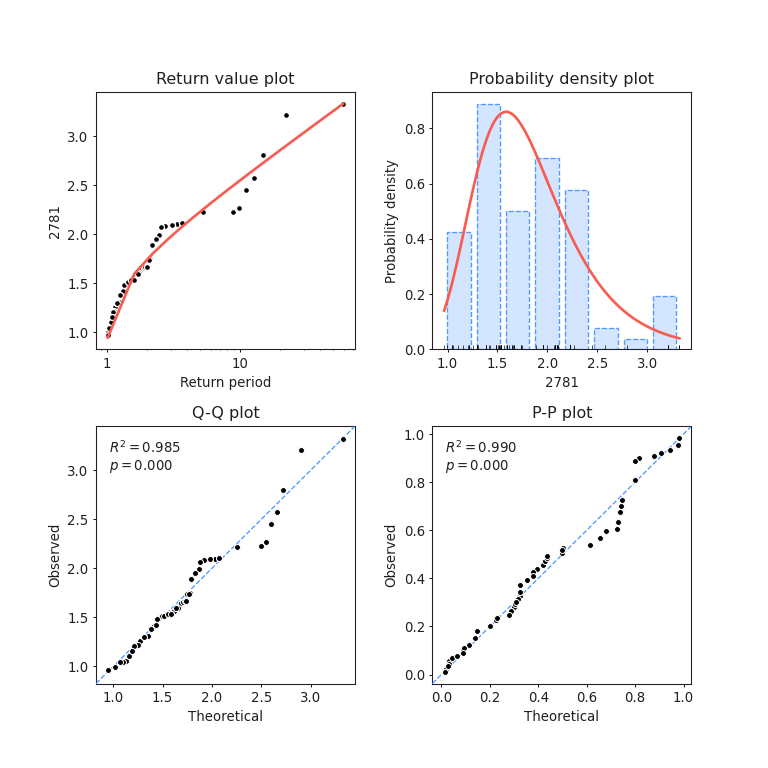 Return value plot
3.0
2.5
2.0
1.5
1.0
2781
1
10
Return period
Probability density plot
0.8
0.6
0.4
0.2
0.0
Probability density
1.0
1.5
2.0
2.5
3.0
2781
Q-Q plot
R² = 0.985
p = 0.000
3.0
2.5
2.0
1.5
1.0
Observed
1.0
1.5
2.0
2.5
3.0
Theoretical
P-P plot
R² = 0.990
p = 0.000
1.0
0.8
0.6
0.4
0.2
0.0
Observed
0.0
0.2
0.4
0.6
0.8
1.0
Theoretical